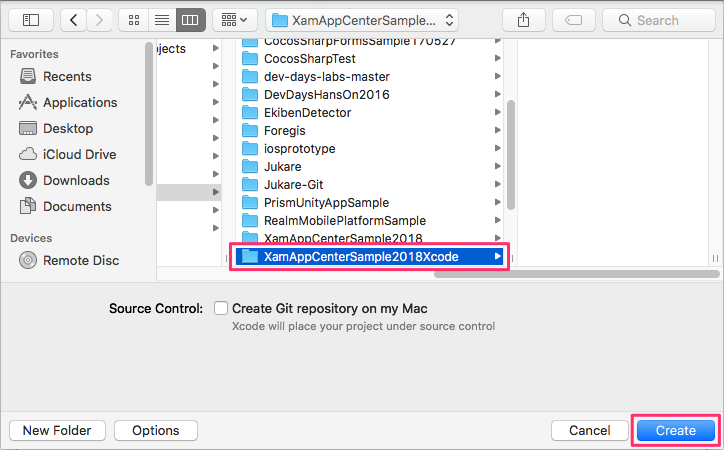 XamAppCenterSample...
Search
Favorites
Recents
Applications
Desktop
iCloud Drive
Downloads
Documents
Devices
Remote Disc
jects
CocosSharpFormsSample170527
CocosSharpTest
dev-days-labs-master
DevDaysHansOn2016
EkibenDetector
Foregis
iosprototype
Jukare
Jukare-Git
PrismUnityAppSample
RealmMobilePlatformSample
XamAppCenterSample2018
XamAppCenterSample2018Xcode
Source Control: Create Git repository on my Mac
Xcode will place your project under source control
New Folder Options Cancel Create